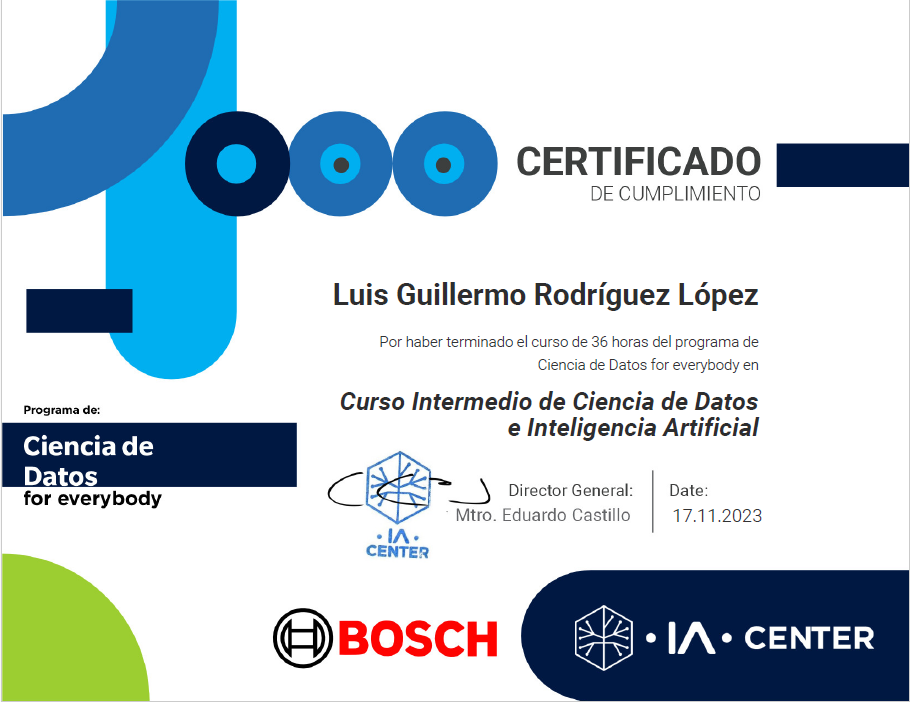 CERTIFICADO
DE CUMPLIMIENTO
Luis Guillermo Rodríguez López
Por haber terminado el curso de 36 horas del programa de
Ciencia de Datos for everybody en
Curso Intermedio de Ciencia de Datos
e Inteligencia Artificial
Programa de:
Ciencia de
Datos
for everybody
Director General:
Mtro. Eduardo Castillo
Date:
17.11.2023
·IA·
CENTER
BOSCH
·IA· CENTER